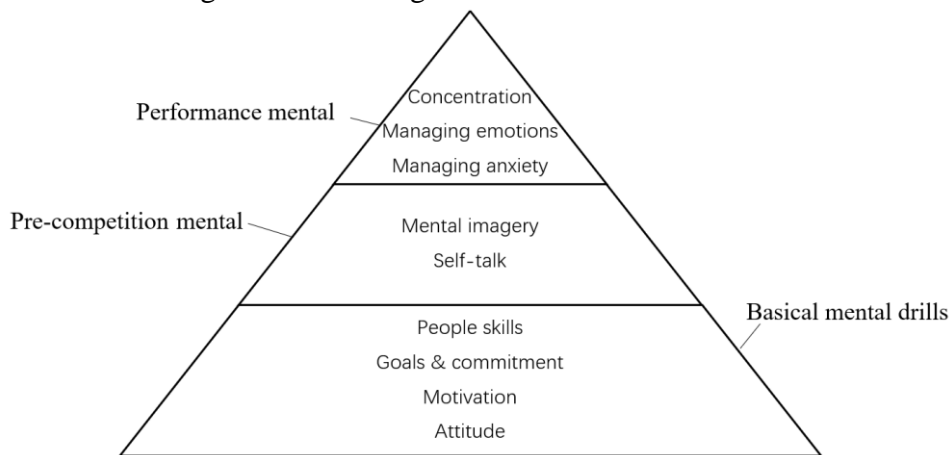 Concentration
Performance mental
Managing emotions
Managing anxiety
Pre-competition mental
Mental imagery
Self-talk
Basical mental drills
People skills
Goals & commitment
Motivation
Attitude